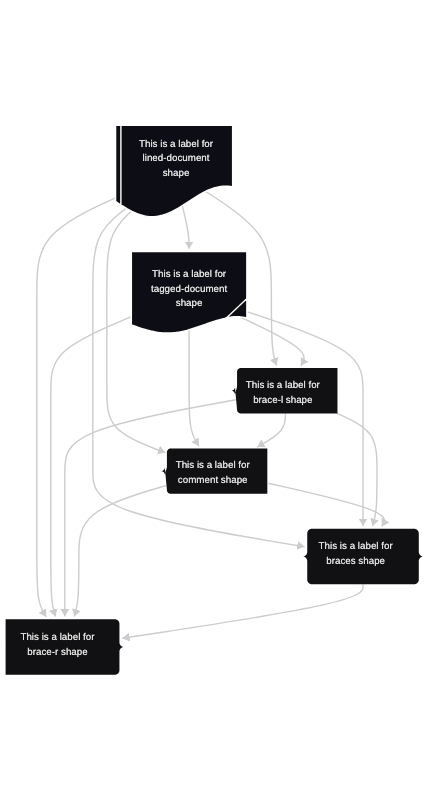 This is a label for
lined-document
shape
This is a label for
tagged-document
shape
This is a label for
brace-l shape
This is a label for
comment shape
This is a label for
braces shape
This is a label for
brace-r shape